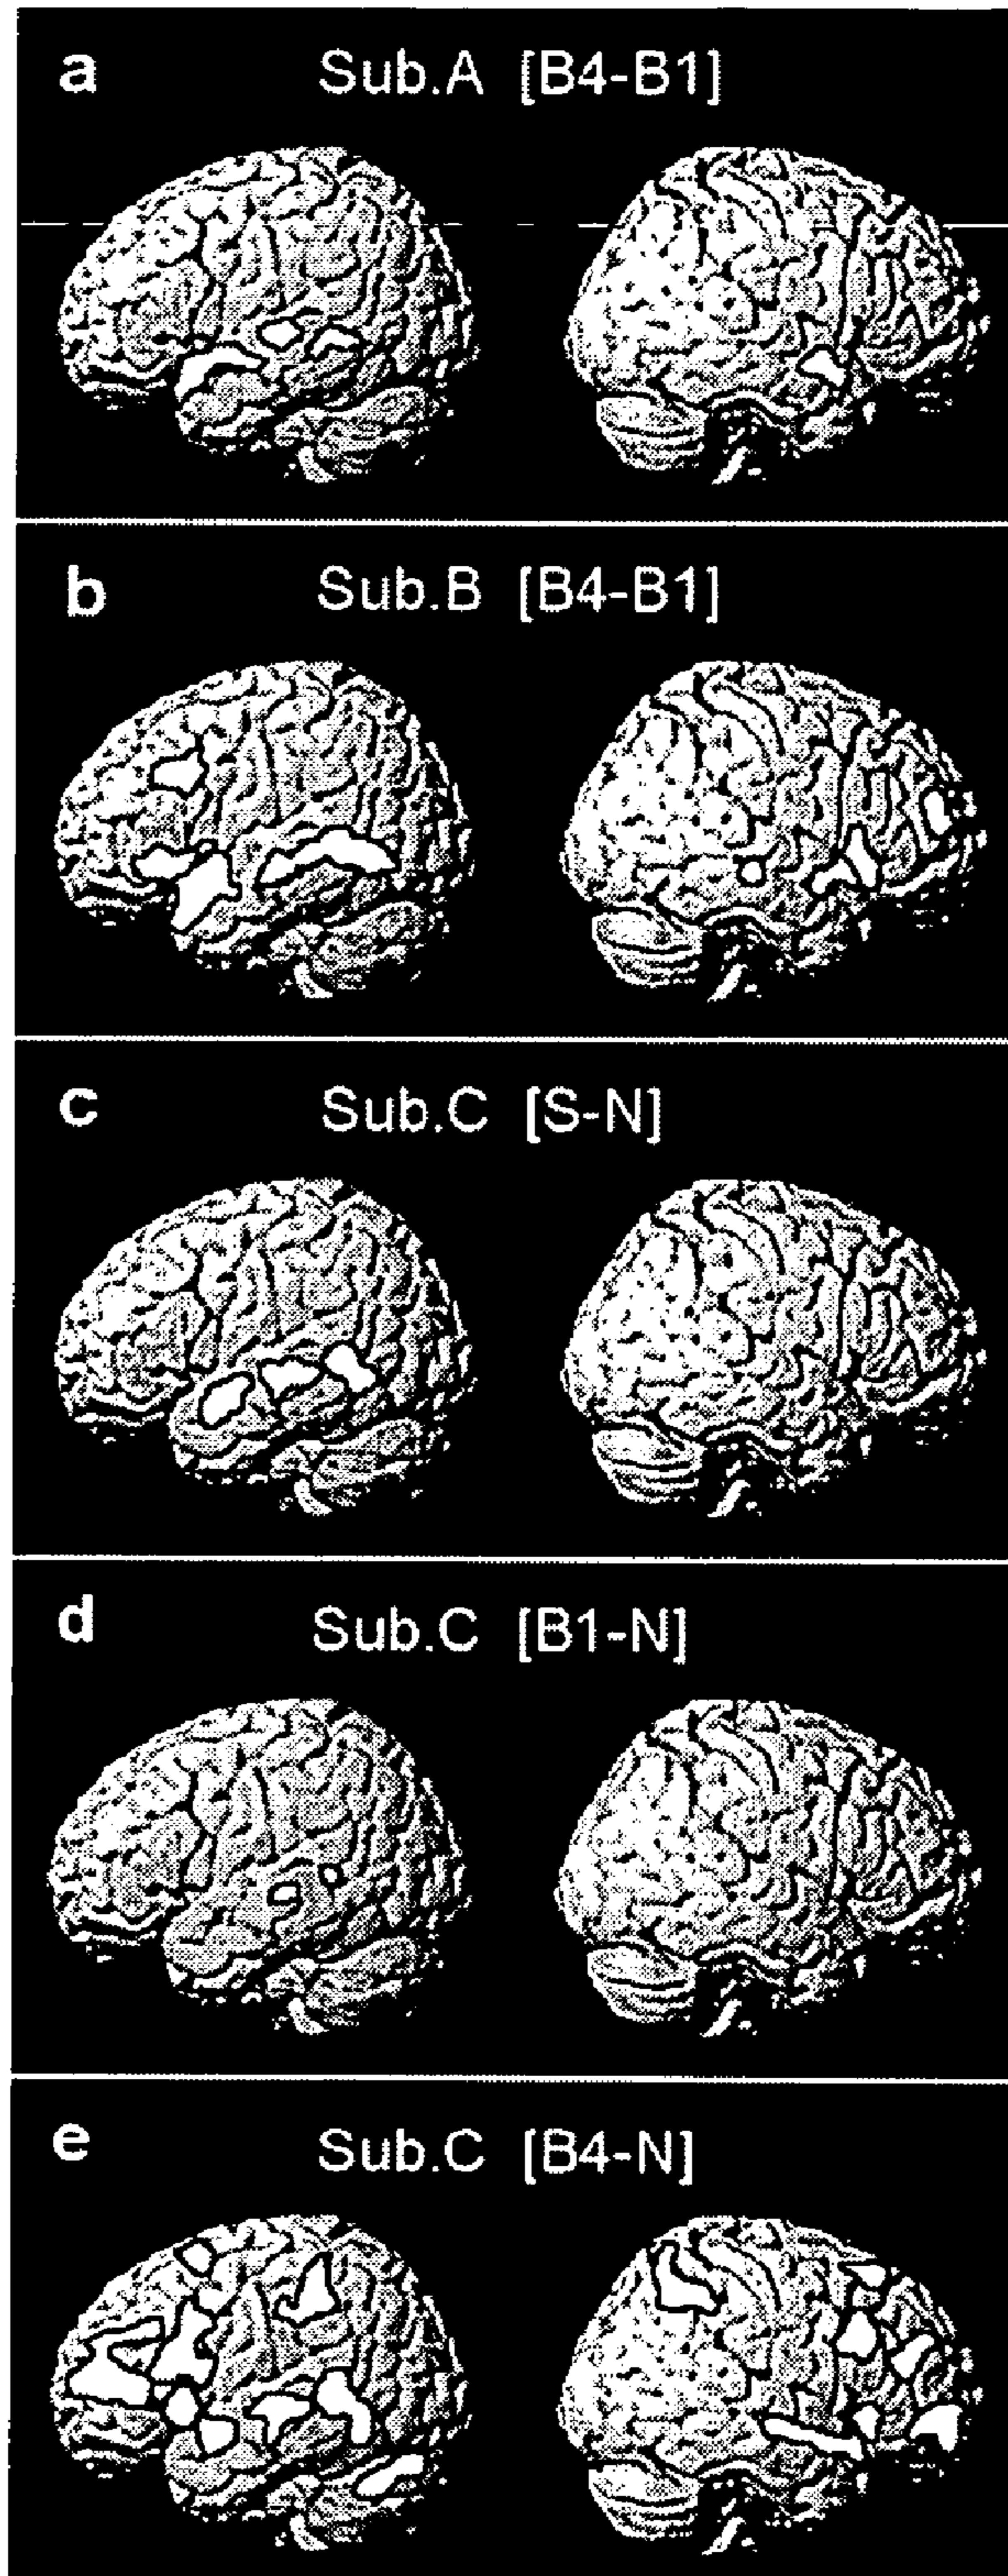 a Sub.A [B4-B1]
b Sub.B [B4-B1]
c Sub.C [S-N]
d Sub.C [B1-N]
e Sub.C [B4-N]